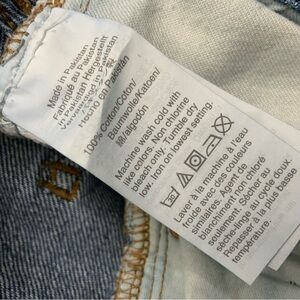 Made in Pakistan
Fabriqué au Pakistan
In Pakistan Hergestellt
Vervaardigd in Pakistan
Hecho en Pakistán
100% Cotton/Coton/
Baumwolle/Katoen/
綿/algodón
Machine wash cold with
like colors. Non chlorine
bleach only. Tumble dry
low. Iron on lowest setting.
Laver à la machine à l'eau
froide avec des couleurs
similaires. Agent de
blanchiment non chloré
seulement. Sécher au
sèche-linge au cycle doux.
Repasser à la plus basse
température.